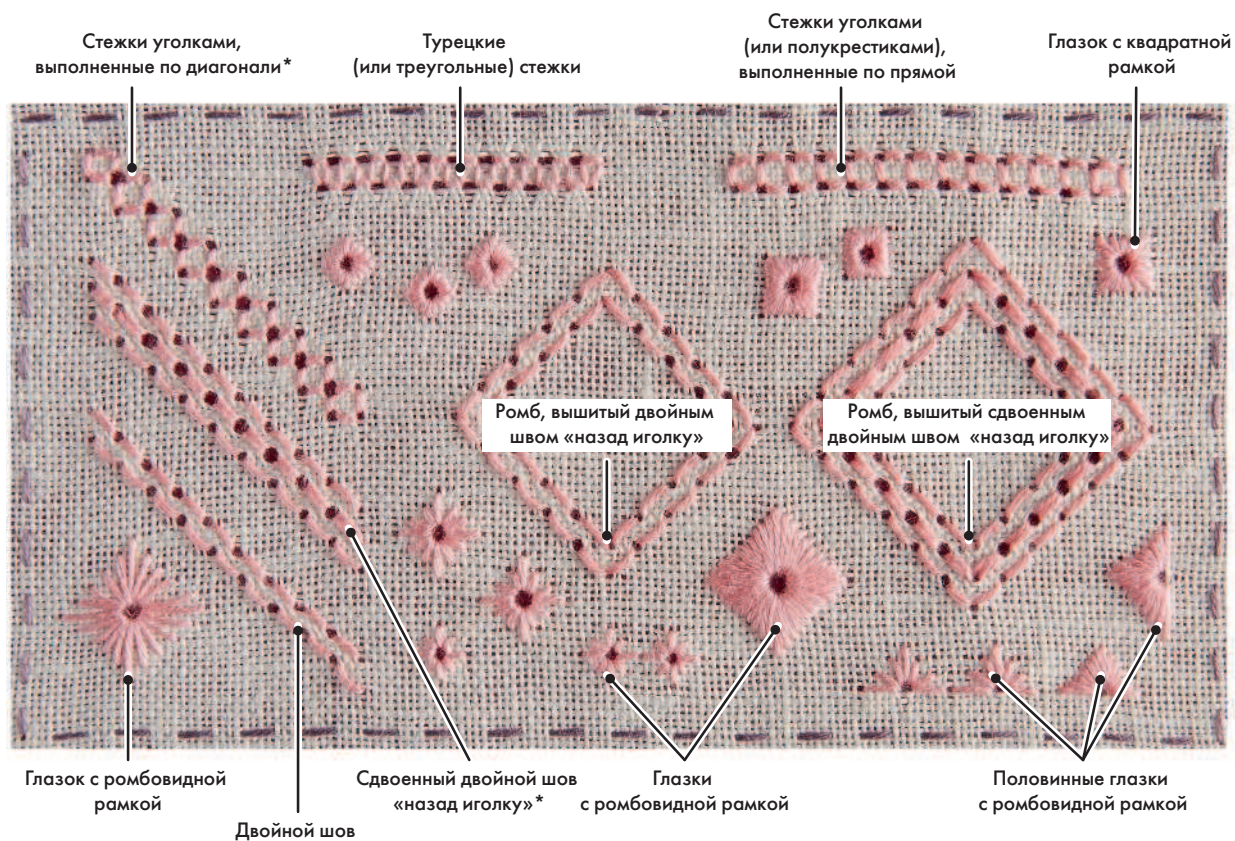 Стежки уголками,
выполненные по диагонали*
Турецкие
(или треугольные) стежки
Стежки уголками
(или полукрестиками),
выполненные по прямой
Глазок с квадратной
рамкой
Ромб, вышитый двойным
швом «назад иголку»
Ромб, вышитый сдвоенным
двойным швом «назад иголку»
Глазок с ромбовидной
рамкой
Двойной шов
Сдвоенный двойной шов
«назад иголку»*
Глазки
с ромбовидной рамкой
Половинные глазки
с ромбовидной рамкой